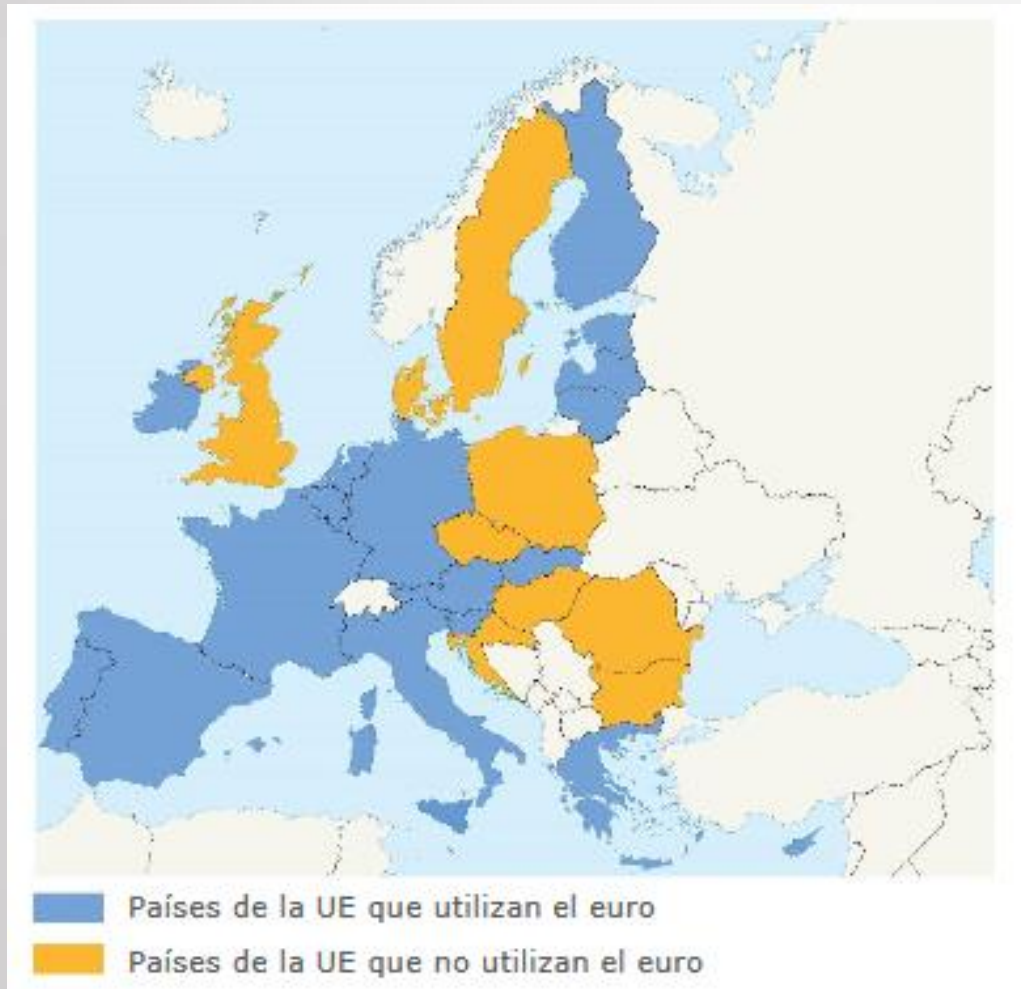 Países de la UE que utilizan el euro
Países de la UE que no utilizan el euro